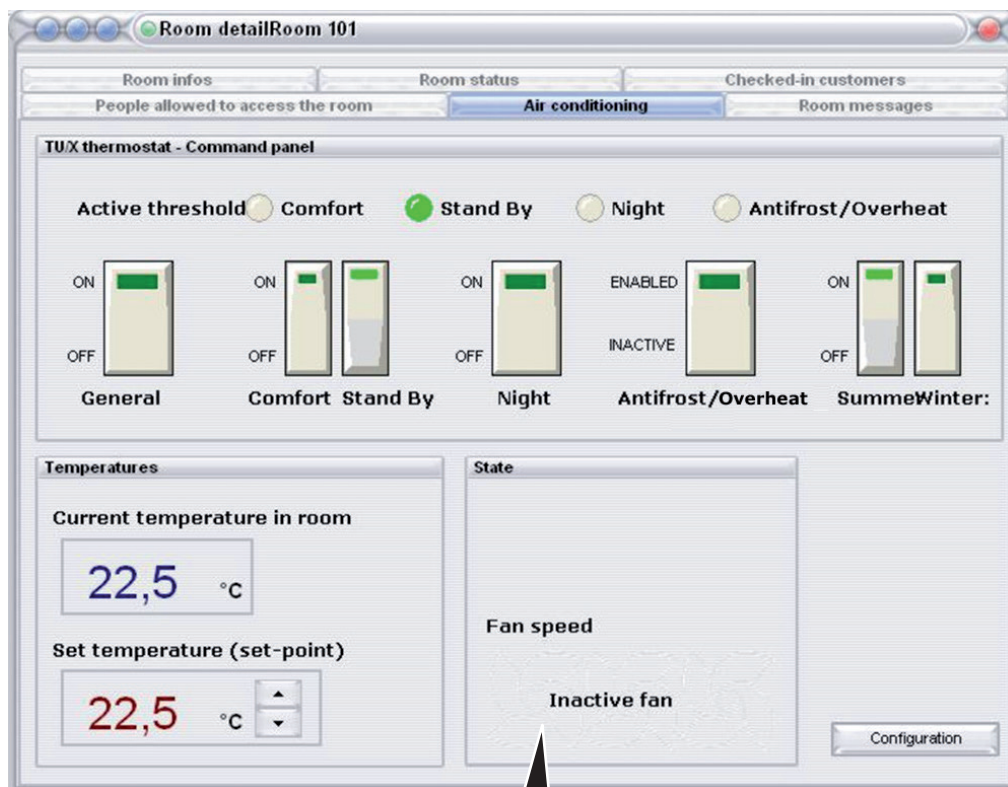 Room detailRoom 101
Room infos Room status Checked-in customers
People allowed to access the room Air conditioning Room messages
TU/X thermostat - Command panel
Active threshold Comfort Stand By Night Antifrost/Overheat
ON ON ON ENABLED ON
OFF OFF OFF INACTIVE OFF
General Comfort Stand By Night Antifrost/Overheat Summe Winter:
Temperatures State
Current temperature in room
22,5 °C
Fan speed
Set temperature (set-point)
Inactive fan
22,5 °C
Configuration